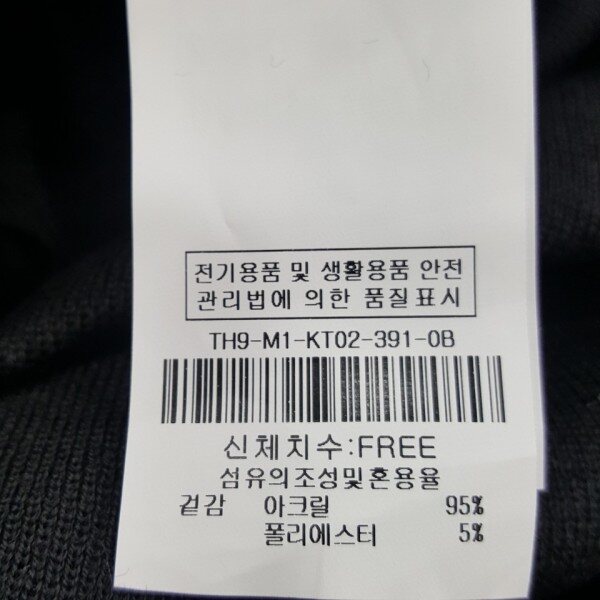 전기용품 및 생활용품 안전
관리법에 의한 품질표시
TH9-M1-KT02-391-0B
신체치수:FREE
섬유의조성및혼용율
겉감 아크릴 95%
폴리에스터 5%